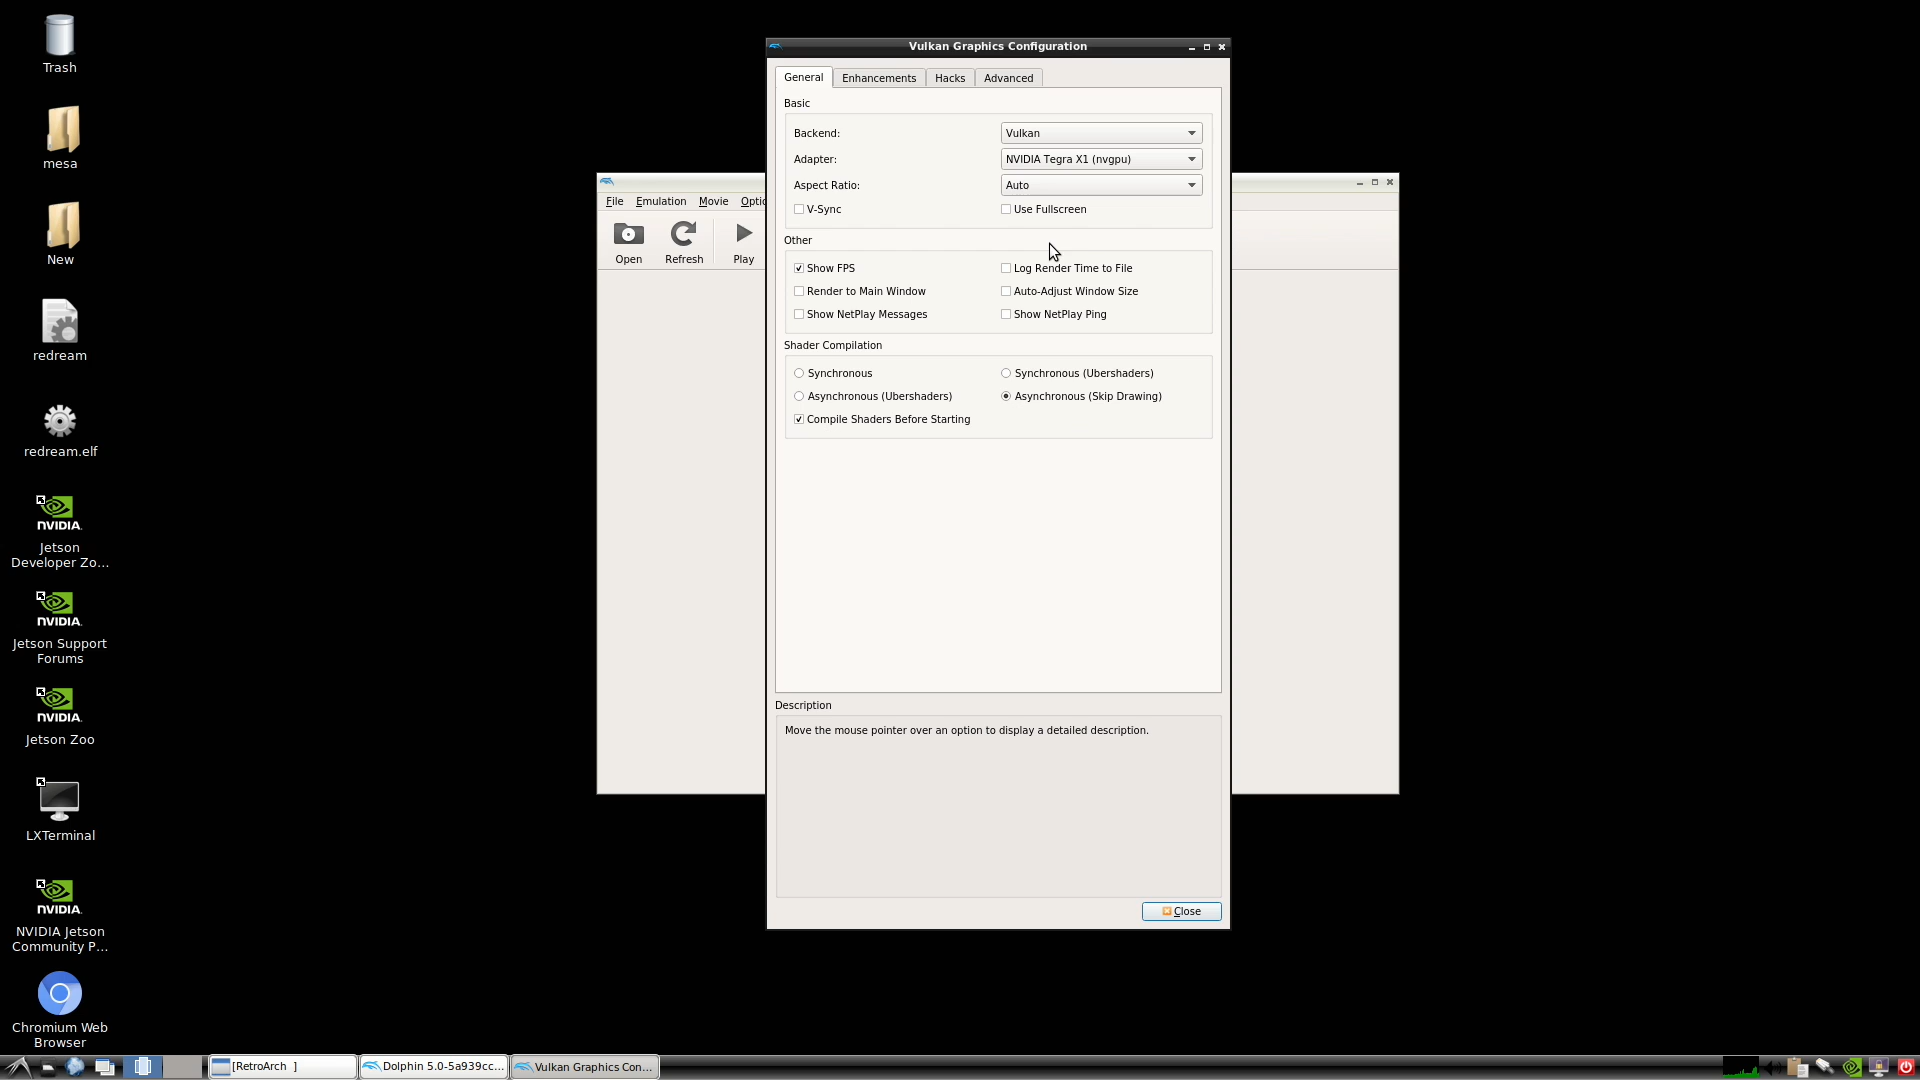 Trash
mesa
New
redream
redream.elf
NVIDIA.
Jetson
Developer Zo...
NVIDIA.
Jetson Support
Forums
NVIDIA.
Jetson Zoo
LXTerminal
NVIDIA.
NVIDIA Jetson
Community P...
Chromium Web
Browser
File Emulation Movie Optio
Open Refresh Play
Vulkan Graphics Configuration
General Enhancements Hacks Advanced
Basic
Backend: Vulkan
Adapter: NVIDIA Tegra X1 (nvgpu)
Aspect Ratio: Auto
V-Sync Use Fullscreen
Other
Show FPS Log Render Time to File
Render to Main Window Auto-Adjust Window Size
Show NetPlay Messages Show NetPlay Ping
Shader Compilation
Synchronous Synchronous (Ubershaders)
Asynchronous (Ubershaders) Asynchronous (Skip Drawing)
Compile Shaders Before Starting
Description
Move the mouse pointer over an option to display a detailed description.
Close
[RetroArch ] Dolphin 5.0-5a939cc... Vulkan Graphics Con...